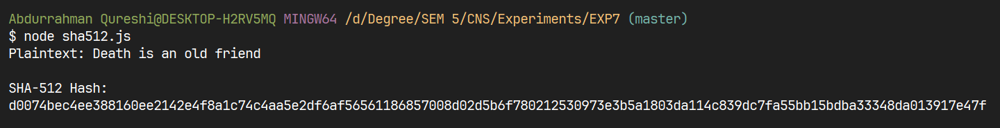 Abdurrahman Qureshi@DESKTOP-H2RV5MQ MINGW64 /d/Degree/SEM 5/CNS/Experiments/EXP7 (master)
$ node sha512.js
Plaintext: Death is an old friend
SHA-512 Hash:
d0074bec4ee388160ee2142e4f8a1c74c4aa5e2df6af56561186857008d02d5b6f780212530973e3b5a1803da114c839dc7fa55bb15bdba33348da013917e47f